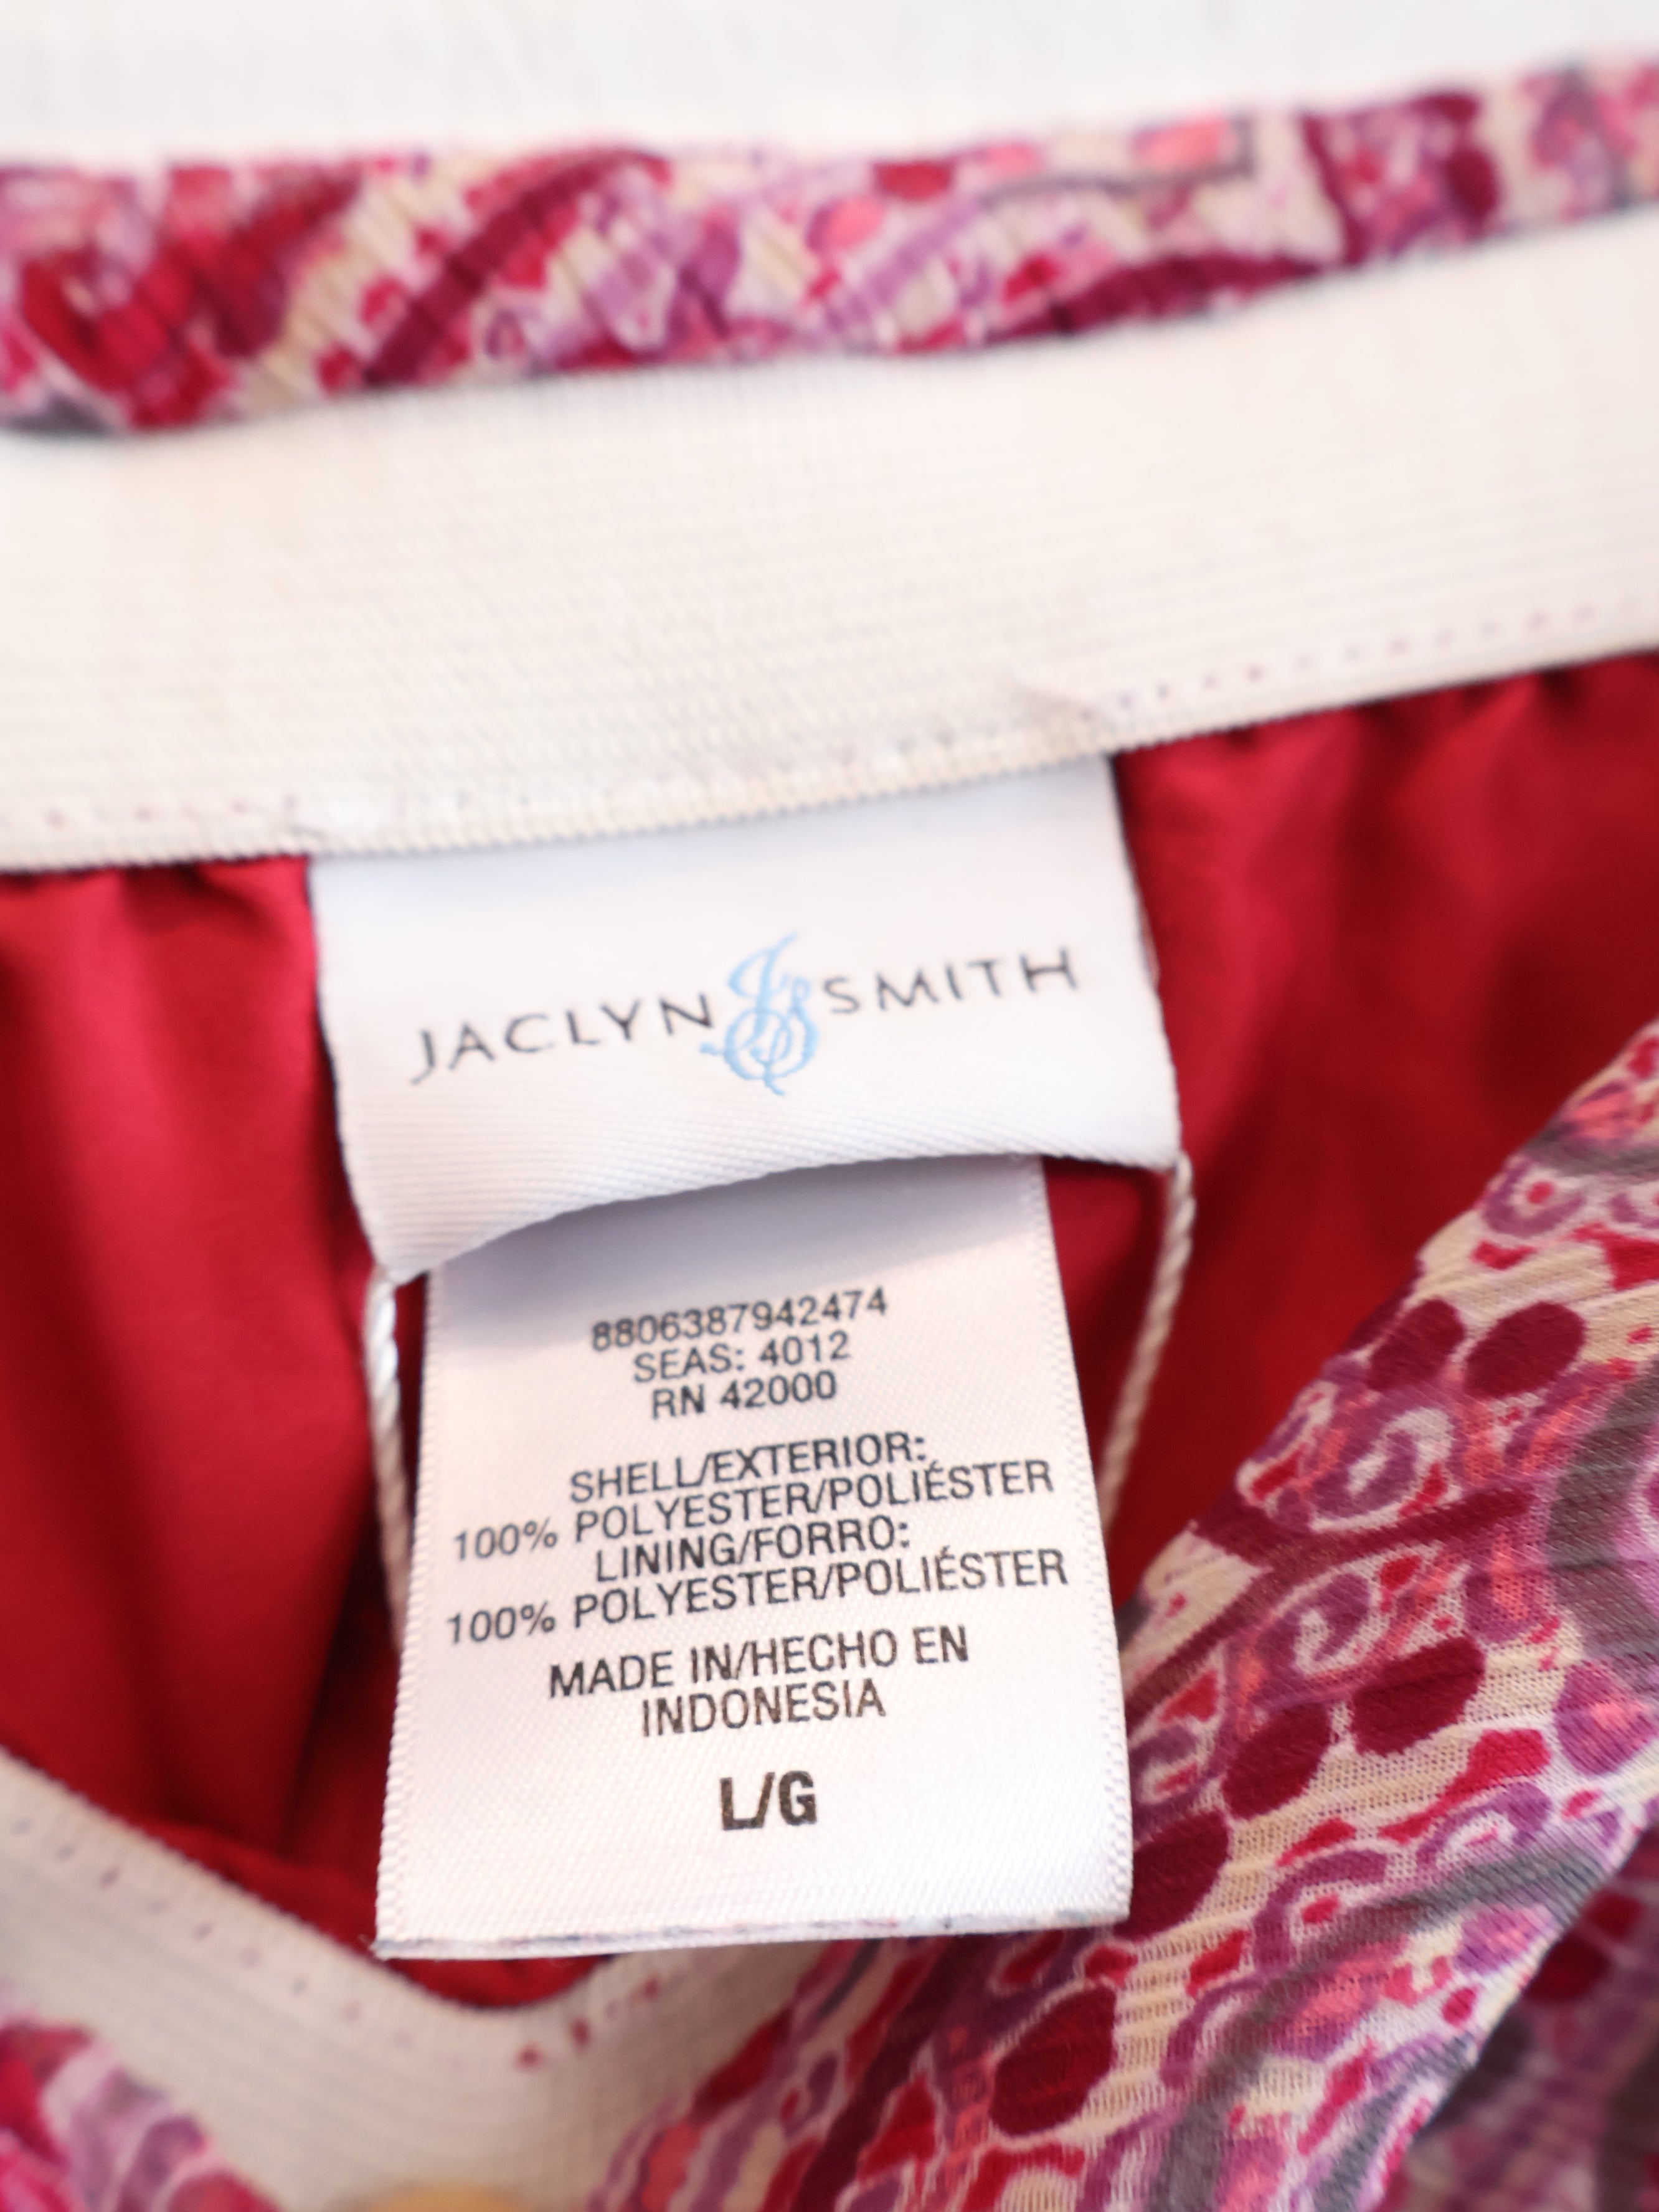 JACLYN JS SMITH
8806387942474
SEAS: 4012
RN 42000
SHELL/EXTERIOR:
100% POLYESTER/POLIÉSTER
LINING/FORRO:
100% POLYESTER/POLIÉSTER
MADE IN/HECHO EN
INDONESIA
L/G